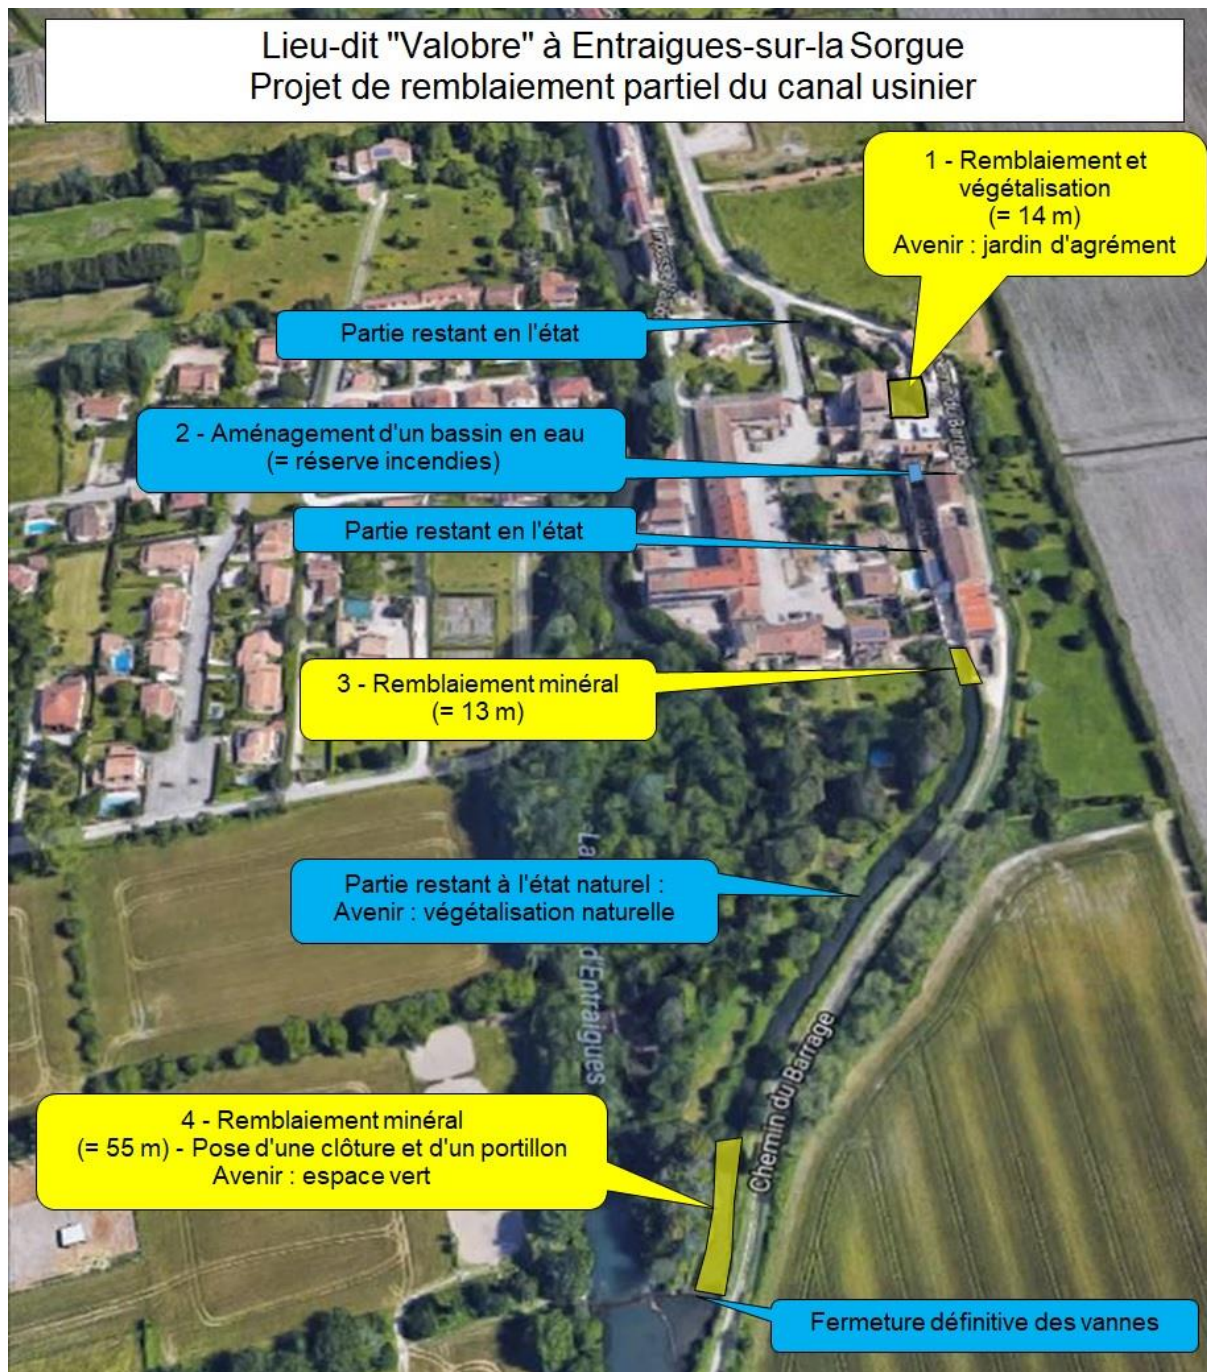 Lieu-dit "Valobre" à Entraigues-sur-la Sorgue
Projet de remblaiement partiel du canal usinier
1 - Remblaiement et
végétalisation
(= 14 m)
Avenir : jardin d'agrément
Partie restant en l'état
2 - Aménagement d'un bassin en eau
(= réserve incendies)
Partie restant en l'état
3 - Remblaiement minéral
(= 13 m)
Partie restant à l'état naturel :
Avenir : végétalisation naturelle
La
d'Entraigues
Chemin du Barrage
4 - Remblaiement minéral
(= 55 m) - Pose d'une clôture et d'un portillon
Avenir : espace vert
Fermeture définitive des vannes